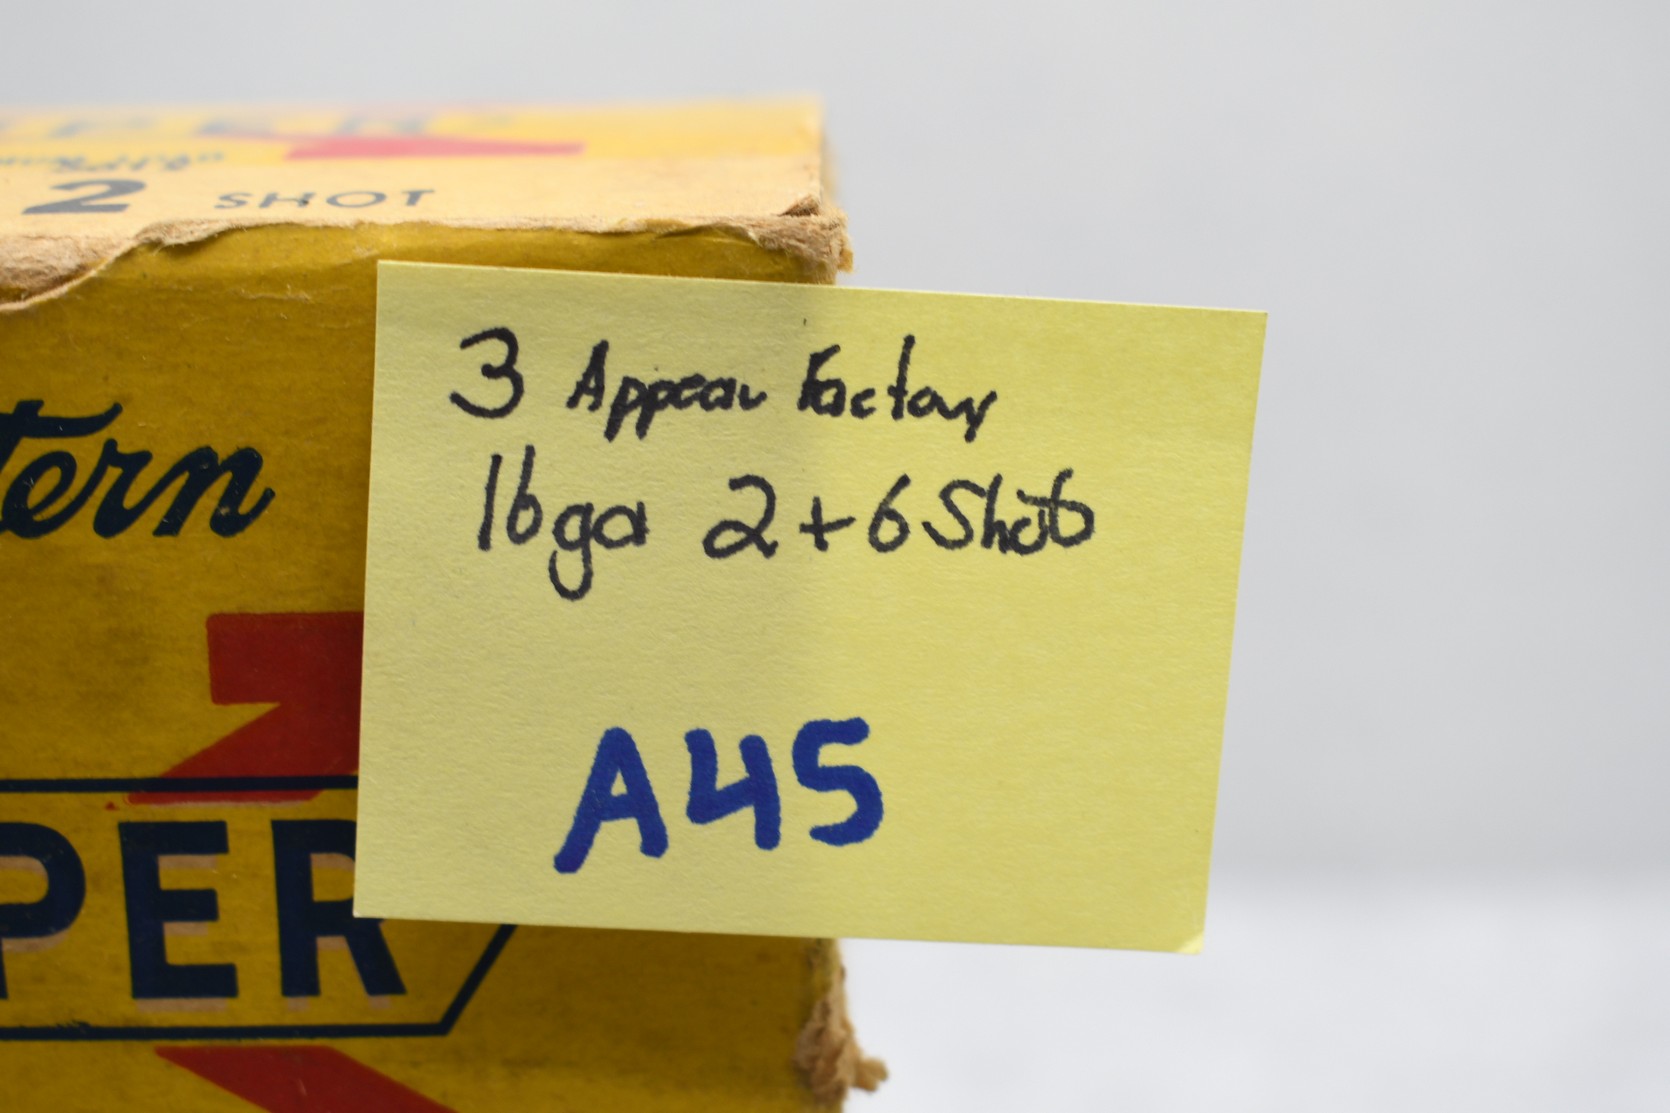 2 SHOT
tern
PER
3 Appear Factory
16ga 2+6 Shot
A45